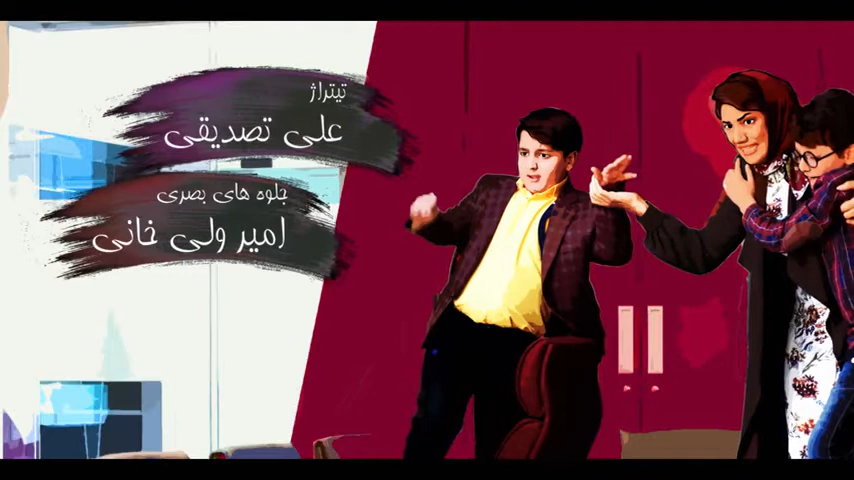 تیتراژ
علی تصدیقی
جلوه های بصری
امیر ولی خانی